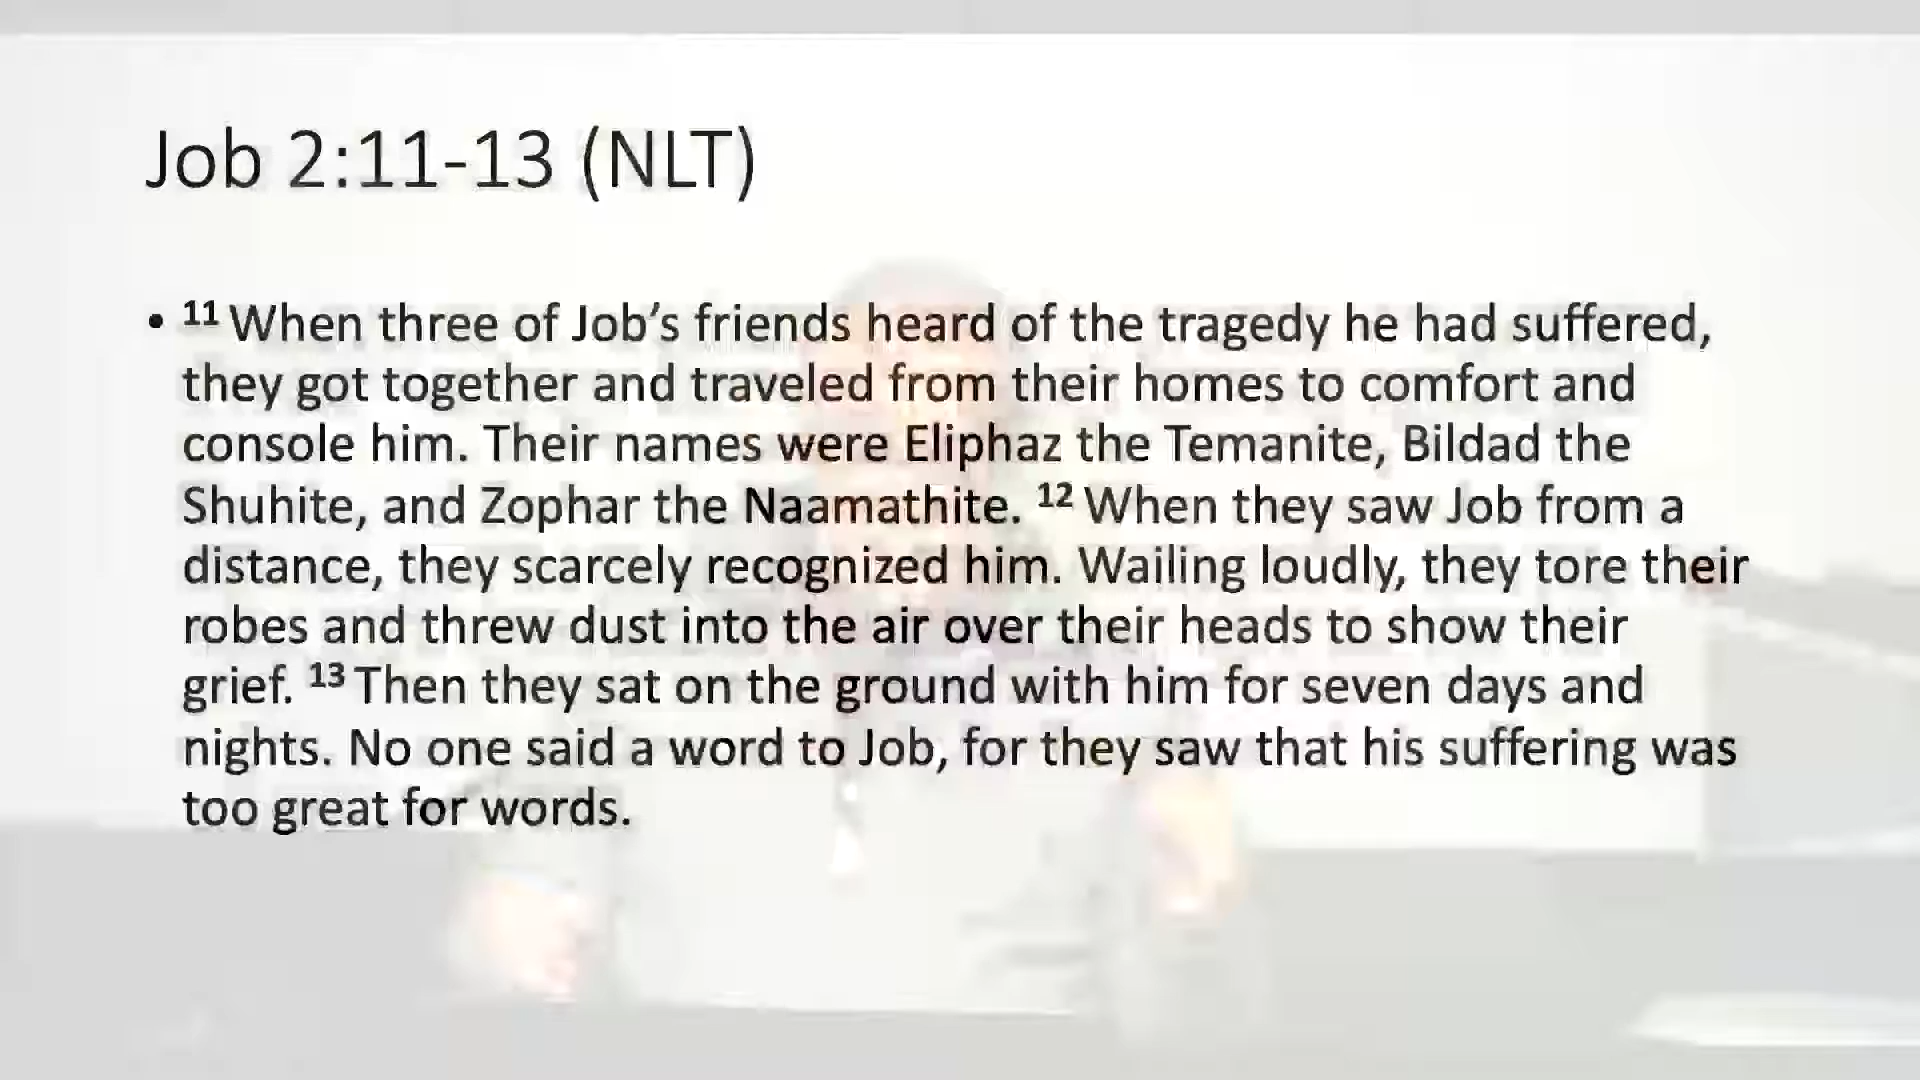 Job 2:11-13 (NLT)
• 11 When three of Job's friends heard of the tragedy he had suffered,
they got together and traveled from their homes to comfort and
console him. Their names were Eliphaz the Temanite, Bildad the
Shuhite, and Zophar the Naamathite. 12 When they saw Job from a
distance, they scarcely recognized him. Wailing loudly, they tore their
robes and threw dust into the air over their heads to show their
grief. 13 Then they sat on the ground with him for seven days and
nights. No one said a word to Job, for they saw that his suffering was
too great for words.